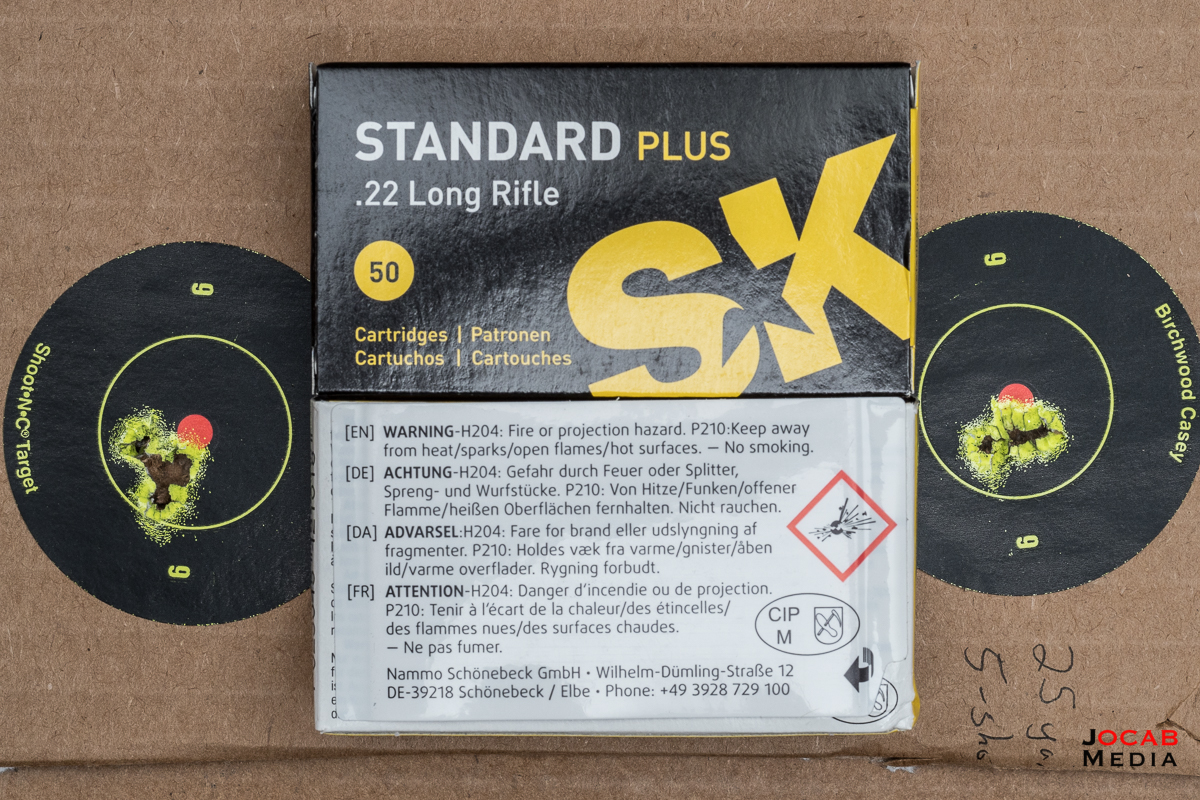 STANDARD PLUS
.22 Long Rifle
SK
50
Cartridges | Patronen
Cartuchos | Cartouches
[EN] WARNING-H204: Fire or projection hazard. P210:Keep away
from heat/sparks/open flames/hot surfaces. – No smoking.
[DE] ACHTUNG-H204: Gefahr durch Feuer oder Splitter,
Spreng- und Wurfstücke. P210: Von Hitze/Funken/offener
Flamme/heißen Oberflächen fernhalten. Nicht rauchen.
[DA] ADVARSEL:H204: Fare for brand eller udslyngning af
fragmenter. P210: Holdes væk fra varme/gnister/åben
ild/varme overflader. Rygning forbudt.
[FR] ATTENTION-H204: Danger d’incendie ou de projection.
P210: Tenir à l’écart de la chaleur/des étincelles/
des flammes nues/des surfaces chaudes.
– Ne pas fumer.
CIP
M
Nammo Schönebeck GmbH • Wilhelm-Dümling-Straße 12
DE-39218 Schönebeck / Elbe • Phone: +49 3928 729 100
Shoot•N•C® Target
9
9
Birchwood Casey
9
9
25 yd,
5-sho
JOCAB
MEDIA